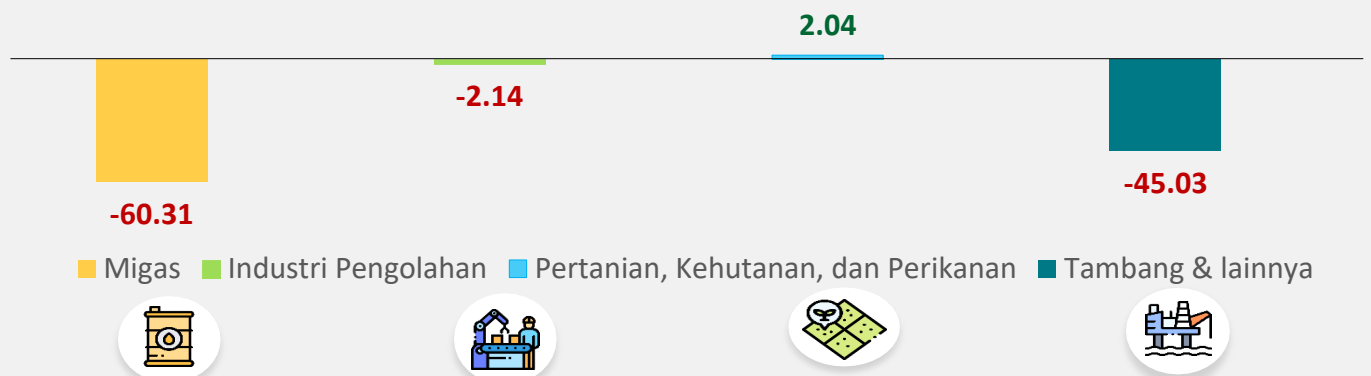 2.04
-2.14
-45.03
-60.31
Migas Industri Pengolahan Pertanian, Kehutanan, dan Perikanan Tambang & lainnya